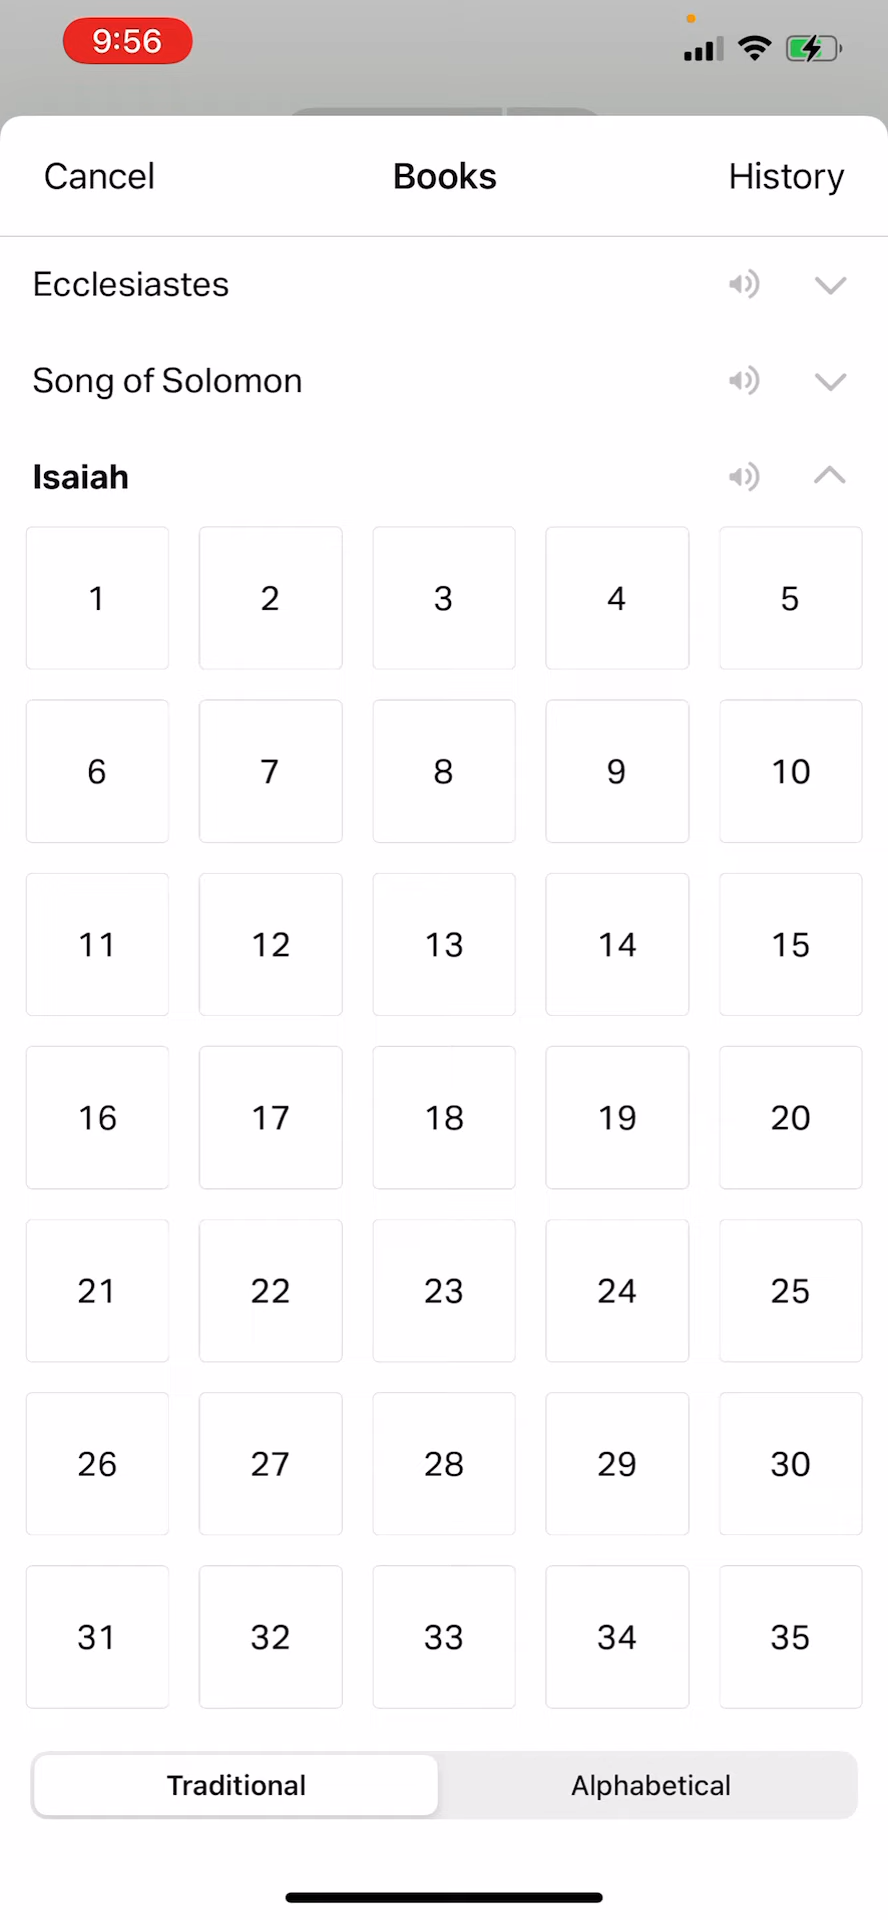 9:56
Cancel Books History
Ecclesiastes
Song of Solomon
Isaiah
1 2 3 4 5
6 7 8 9 10
11 12 13 14 15
16 17 18 19 20
21 22 23 24 25
26 27 28 29 30
31 32 33 34 35
Traditional Alphabetical